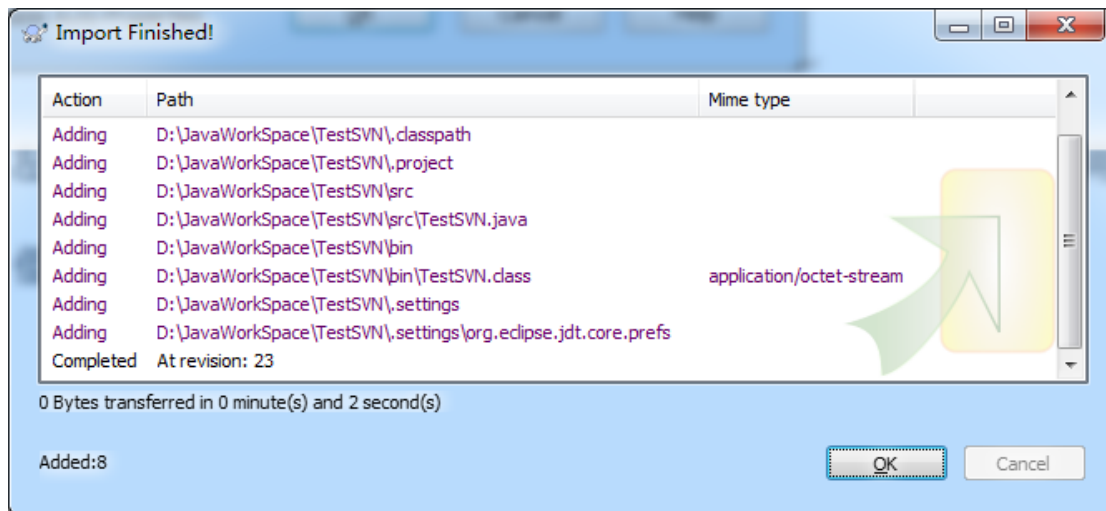 Import Finished!
Action Path Mime type
Adding D:\JavaWorkSpace\TestSVN\.classpath
Adding D:\JavaWorkSpace\TestSVN\.project
Adding D:\JavaWorkSpace\TestSVN\src
Adding D:\JavaWorkSpace\TestSVN\src\TestSVN.java
Adding D:\JavaWorkSpace\TestSVN\bin
Adding D:\JavaWorkSpace\TestSVN\bin\TestSVN.class application/octet-stream
Adding D:\JavaWorkSpace\TestSVN\.settings
Adding D:\JavaWorkSpace\TestSVN\.settings\org.eclipse.jdt.core.prefs
Completed At revision: 23
0 Bytes transferred in 0 minute(s) and 2 second(s)
Added:8
OK Cancel